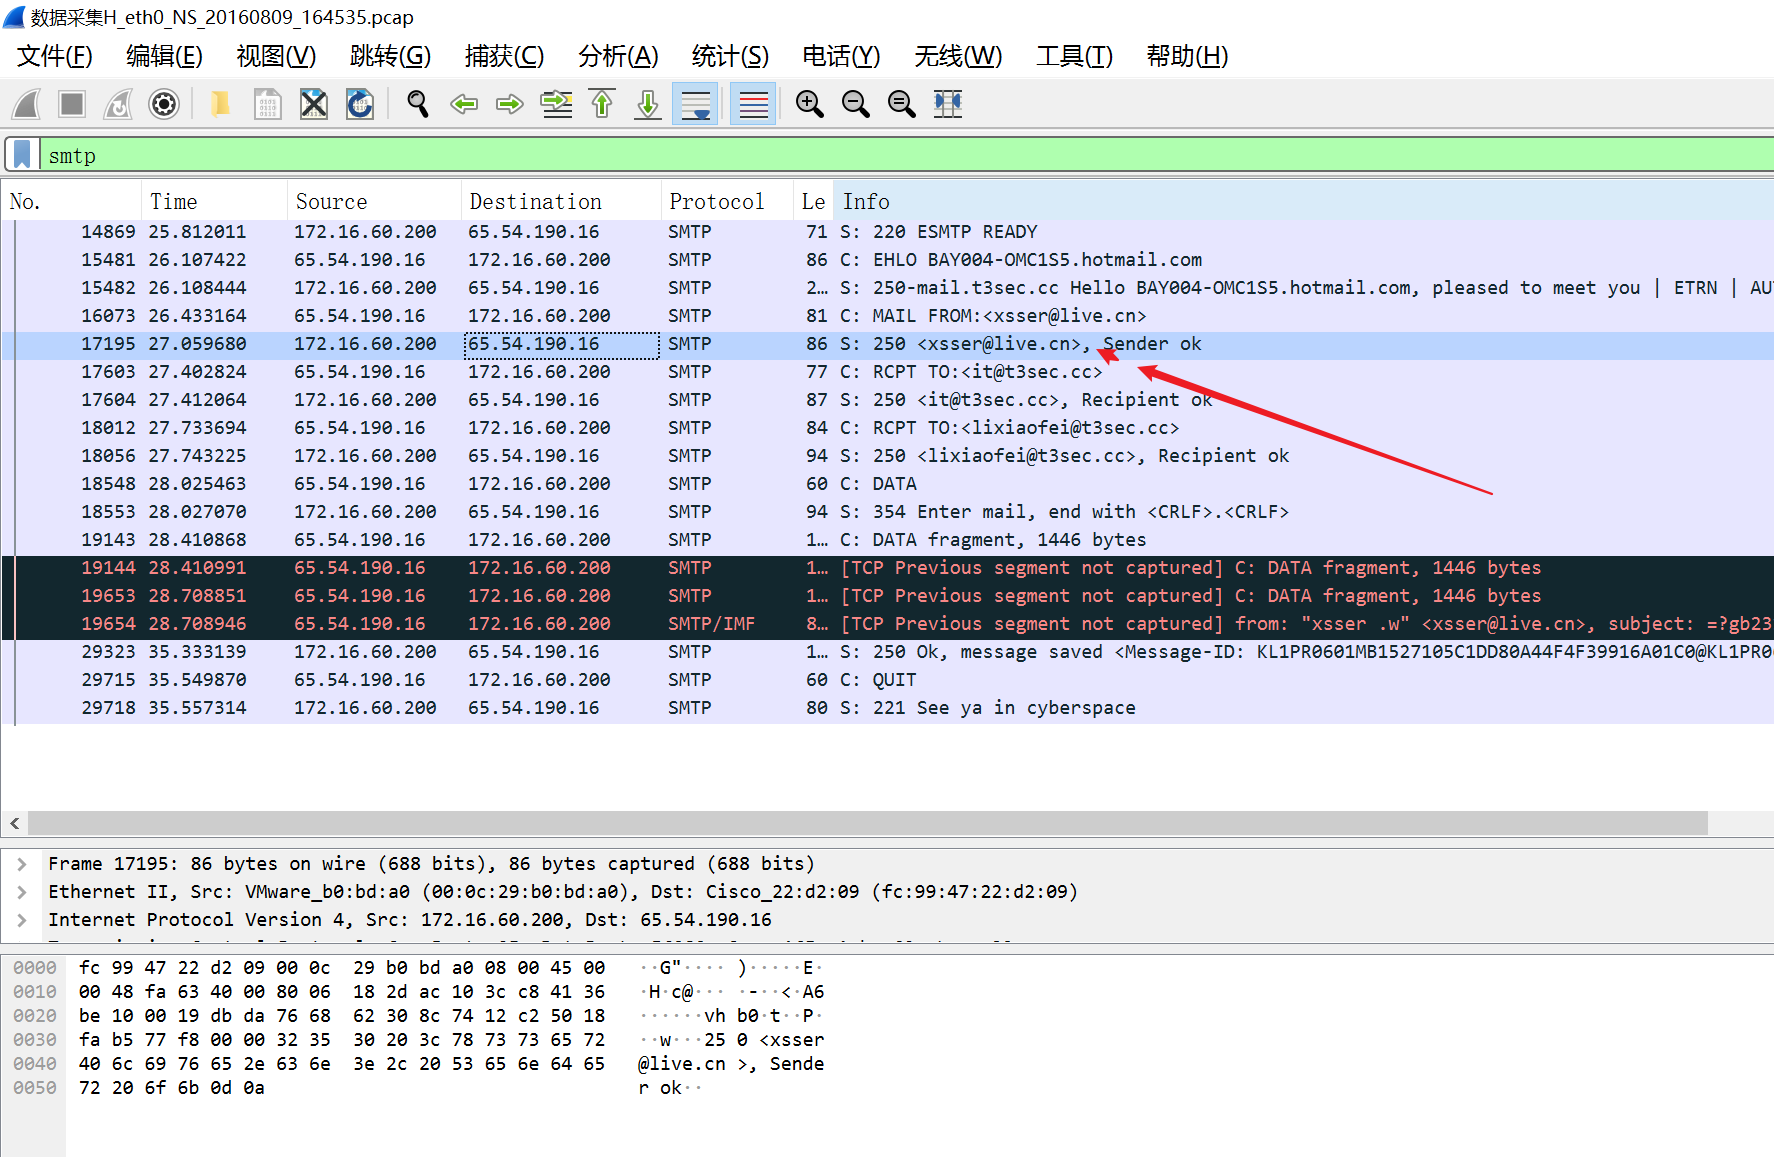 数据采集H_eth0_NS_20160809_164535.pcap
文件(F) 编辑(E) 视图(V) 跳转(G) 捕获(C) 分析(A) 统计(S) 电话(Y) 无线(W) 工具(T) 帮助(H)
smtp
No. Time Source Destination Protocol Le Info
14869 25.812011 172.16.60.200 65.54.190.16 SMTP 71 S: 220 ESMTP READY
15481 26.107422 65.54.190.16 172.16.60.200 SMTP 86 C: EHLO BAY004-OMC1S5.hotmail.com
15482 26.108444 172.16.60.200 65.54.190.16 SMTP 2… S: 250-mail.t3sec.cc Hello BAY004-OMC1S5.hotmail.com, pleased to meet you | ETRN | AU
16073 26.433164 65.54.190.16 172.16.60.200 SMTP 81 C: MAIL FROM:<xsser@live.cn>
17195 27.059680 172.16.60.200 65.54.190.16 SMTP 86 S: 250 <xsser@live.cn>, Sender ok
17603 27.402824 65.54.190.16 172.16.60.200 SMTP 77 C: RCPT TO:<it@t3sec.cc>
17604 27.412064 172.16.60.200 65.54.190.16 SMTP 87 S: 250 <it@t3sec.cc>, Recipient ok
18012 27.733694 65.54.190.16 172.16.60.200 SMTP 84 C: RCPT TO:<lixiaofei@t3sec.cc>
18056 27.743225 172.16.60.200 65.54.190.16 SMTP 94 S: 250 <lixiaofei@t3sec.cc>, Recipient ok
18548 28.025463 65.54.190.16 172.16.60.200 SMTP 60 C: DATA
18553 28.027070 172.16.60.200 65.54.190.16 SMTP 94 S: 354 Enter mail, end with <CRLF>.<CRLF>
19143 28.410868 65.54.190.16 172.16.60.200 SMTP 1… C: DATA fragment, 1446 bytes
19144 28.410991 65.54.190.16 172.16.60.200 SMTP 1… [TCP Previous segment not captured] C: DATA fragment, 1446 bytes
19653 28.708851 65.54.190.16 172.16.60.200 SMTP 1… [TCP Previous segment not captured] C: DATA fragment, 1446 bytes
19654 28.708946 65.54.190.16 172.16.60.200 SMTP/IMF 8… [TCP Previous segment not captured] from: "xsser .w" <xsser@live.cn>, subject: =?gb23
29323 35.333139 172.16.60.200 65.54.190.16 SMTP 1… S: 250 Ok, message saved <Message-ID: KL1PR0601MB1527105C1DD80A44F4F39916A01C0@KL1PR0
29715 35.549870 65.54.190.16 172.16.60.200 SMTP 60 C: QUIT
29718 35.557314 172.16.60.200 65.54.190.16 SMTP 80 S: 221 See ya in cyberspace
Frame 17195: 86 bytes on wire (688 bits), 86 bytes captured (688 bits)
Ethernet II, Src: VMware_b0:bd:a0 (00:0c:29:b0:bd:a0), Dst: Cisco_22:d2:09 (fc:99:47:22:d2:09)
Internet Protocol Version 4, Src: 172.16.60.200, Dst: 65.54.190.16
0000 fc 99 47 22 d2 09 00 0c 29 b0 bd a0 08 00 45 00 ··G"···· )·····E·
0010 00 48 fa 63 40 00 80 06 18 2d ac 10 3c c8 41 36 ·H·c@··· ·-··<·A6
0020 be 10 00 19 db da 76 68 62 30 8c 74 12 c2 50 18 ······vh b0·t··P·
0030 fa b5 77 f8 00 00 32 35 30 20 3c 78 73 73 65 72 ··w···25 0 <xsser
0040 40 6c 69 76 65 2e 63 6e 3e 2c 20 53 65 6e 64 65 @live.cn >, Sende
0050 72 20 6f 6b 0d 0a r ok··